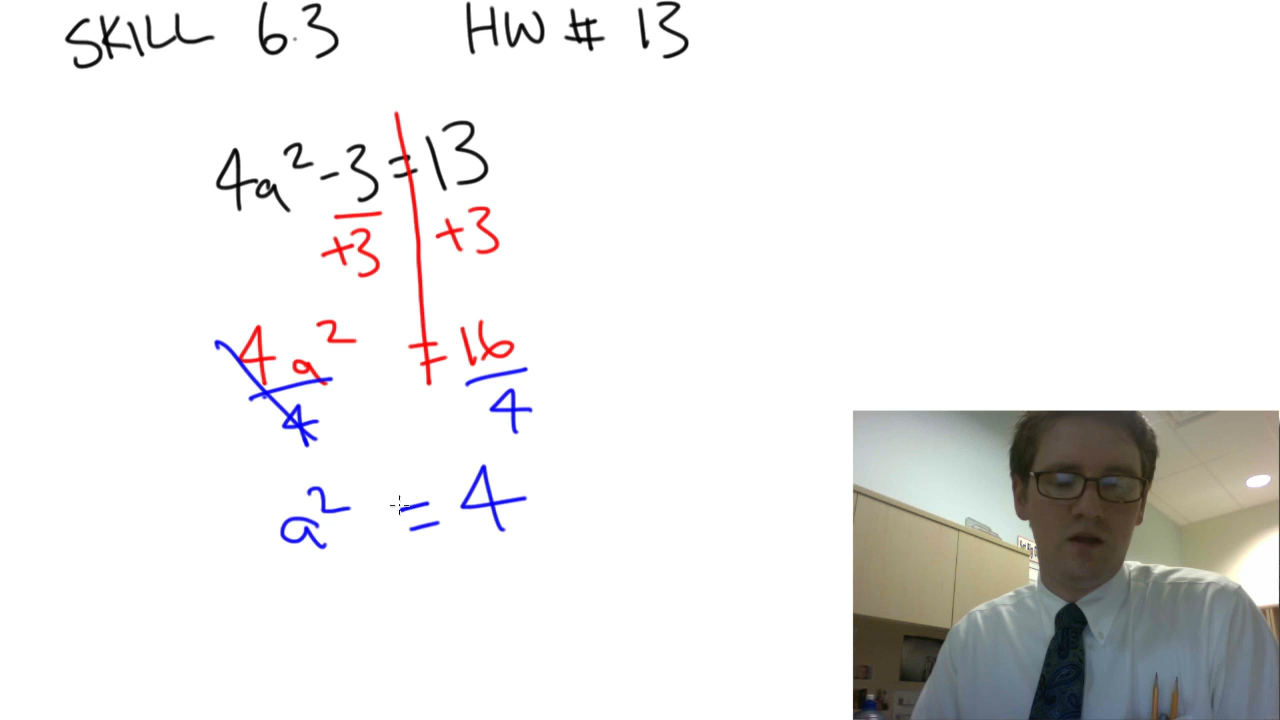 SKILL 6.3 HW # 13
4a² - 3 = 13
+3 +3
4a² = 16
4 4
a² = 4